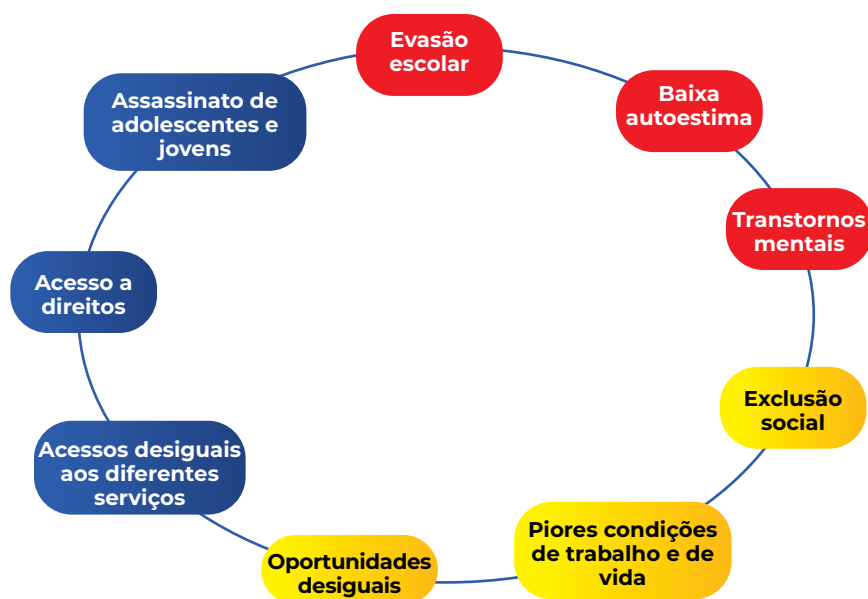 Evasão
escolar
Baixa
autoestima
Transtornos
mentais
Exclusão
social
Piores condições
de trabalho e de
vida
Oportunidades
desiguais
Acessos desiguais
aos diferentes
serviços
Acesso a
direitos
Assassinato de
adolescentes e
jovens